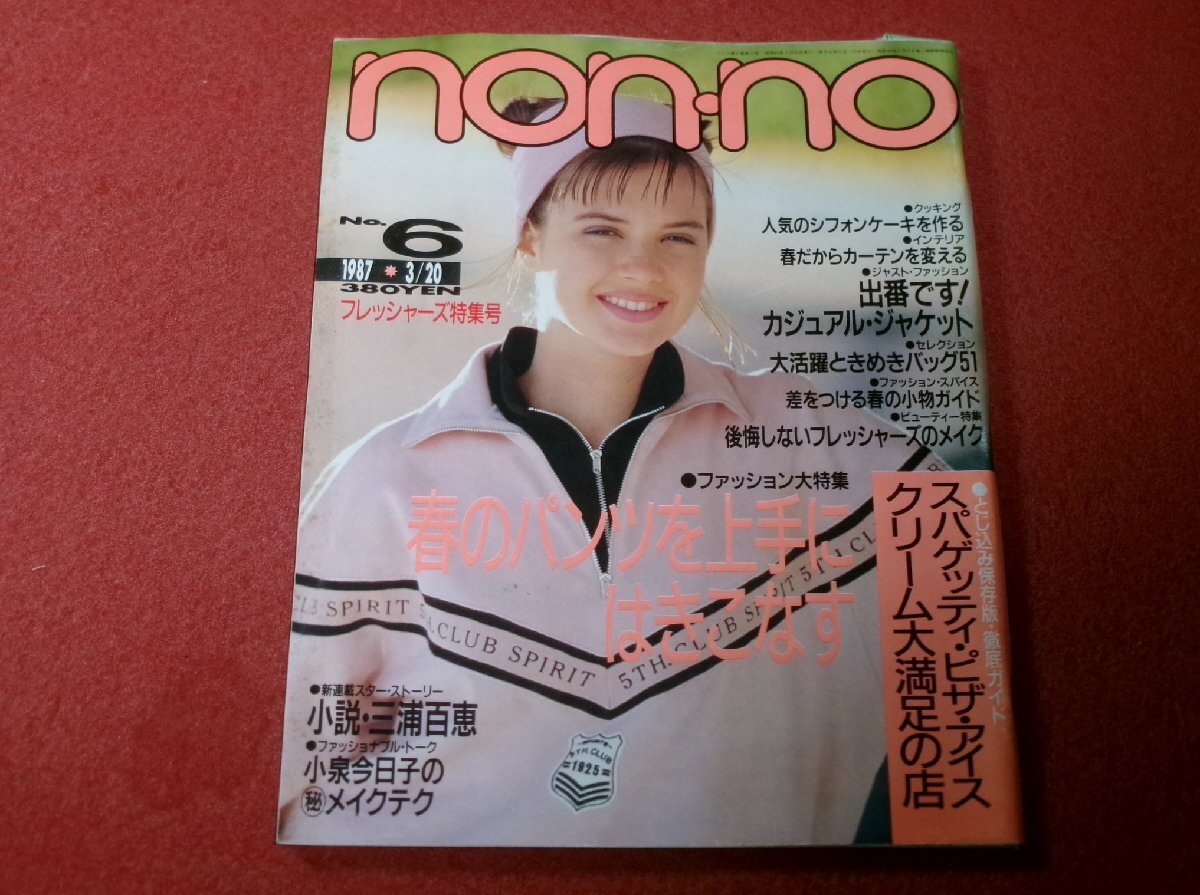 non-no
No. 6
1987 3/20
380YEN
フレッシャーズ特集号
●クッキング
人気のシフォンケーキを作る
●インテリア
春だからカーテンを変える
●ジャスト・ファッション
出番です!
カジュアル・ジャケット
●セレクション
大活躍ときめきバッグ51
●ファッション・スパイス
差をつける春の小物ガイド
●ビューティー特集
後悔しないフレッシャーズのメイク
●ファッション大特集
春のパンツを上手に
はきこなす
●とじ込み保存版・徹底ガイド
スパゲッティ・ピザ・アイス
クリーム大満足の店
CLB SPIRIT 5
.CLUB SPIRIT
5TH.CLUB SPIRIT 5TH CL
5TH.CLUB
1925
●新連載スター・ストーリー
小説・三浦百恵
●ファッショナブル・トーク
小泉今日子の
㊙メイクテク